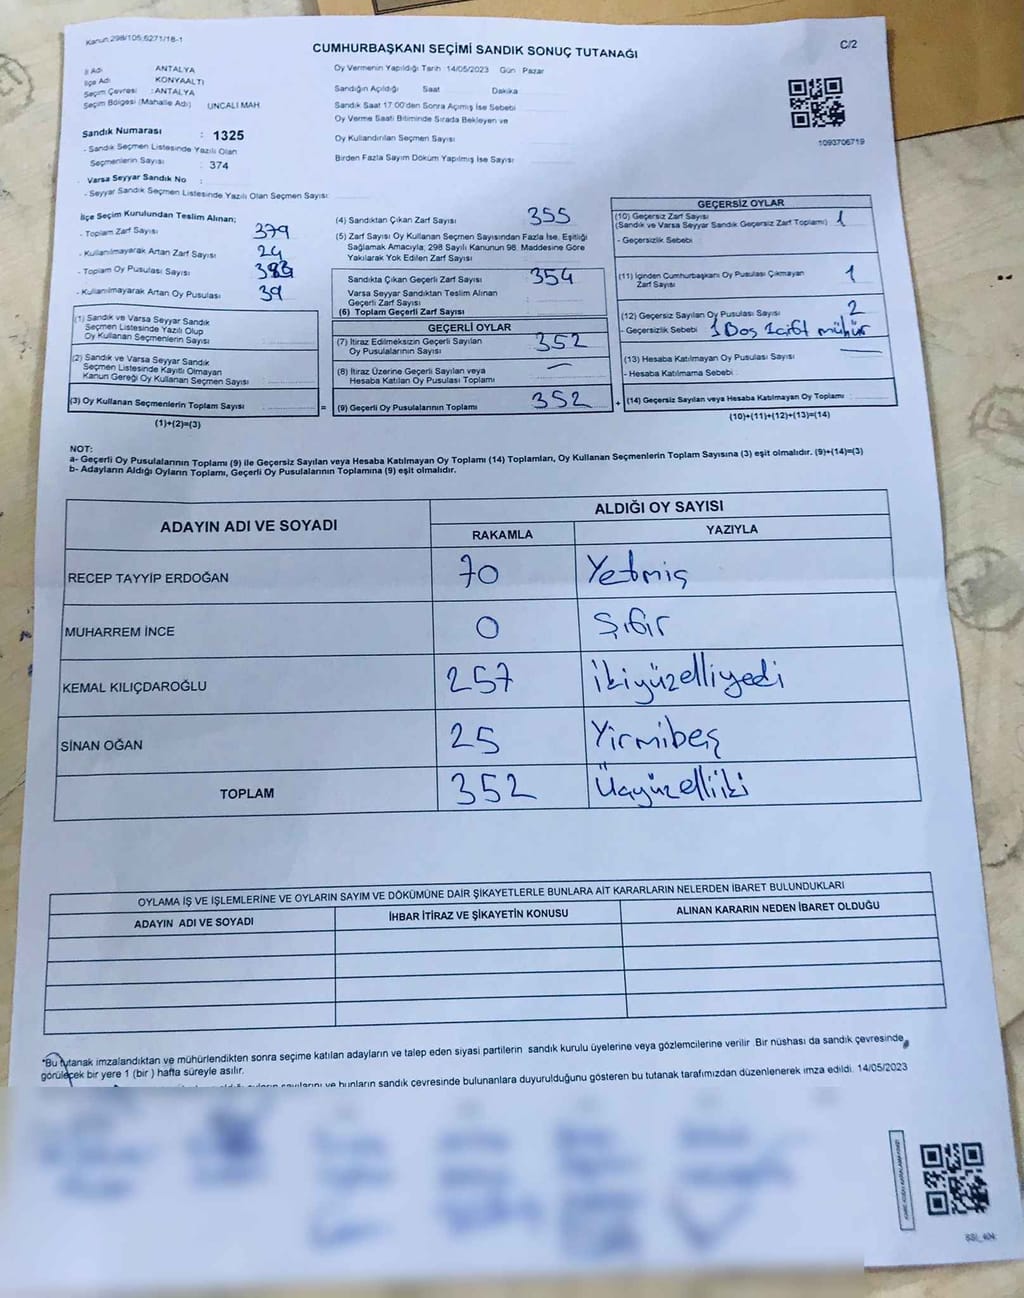 Kanun:298/105;6271/18-1
C/2
CUMHURBAŞKANI SEÇİMİ SANDIK SONUÇ TUTANAĞI
İl Adı ANTALYA
İlçe Adı KONYAALTI
Seçim Çevresi :ANTALYA
Seçim Bölgesi (Mahalle Adı) UNCALI MAH.
Sandık Numarası : 1325
- Sandık Seçmen Listesinde Yazılı Olan
Seçmenlerin Sayısı : 374
Varsa Seyyar Sandık No :
- Seyyar Sandık Seçmen Listesinde Yazılı Olan Seçmen Sayısı:
Oy Vermenin Yapıldığı Tarih 14/05/2023 Gün Pazar
Sandığın Açıldığı Saat Dakika
Sandık Saat 17:00'den Sonra Açımış İse Sebebi
Oy Verme Saati Bitiminde Sırada Bekleyen ve
Oy Kullandırılan Seçmen Sayısı
Birden Fazla Sayım Döküm Yapılmış İse Sayısı
1093706719
İlçe Seçim Kurulundan Teslim Alınan;
- Toplam Zarf Sayısı 379
- Kullanılmayarak Artan Zarf Sayısı 24
- Toplam Oy Pusulası Sayısı
- Kullanılmayarak Artan Oy Pusulası 39
(1) Sandık ve Varsa Seyyar Sandık
Seçmen Listesinde Yazılı Olup
Oy Kullanan Seçmenlerin Sayısı
(2) Sandık ve Varsa Seyyar Sandık
Seçmen Listesinde Kayıtlı Olmayan
Kanun Gereği Oy Kullanan Seçmen Sayısı
(3) Oy Kullanan Seçmenlerin Toplam Sayısı
(1)+(2)=(3)
(4) Sandıktan Çıkan Zarf Sayısı 355
(5) Zarf Sayısı Oy Kullanan Seçmen Sayısından Fazla İse, Eşitliği
Sağlamak Amacıyla; 298 Sayılı Kanunun 98. Maddesine Göre
Yakılarak Yok Edilen Zarf Sayısı
Sandıkta Çıkan Geçerli Zarf Sayısı 354
Varsa Seyyar Sandıktan Teslim Alınan
Geçerli Zarf Sayısı
(6) Toplam Geçerli Zarf Sayısı
GEÇERLİ OYLAR
(7) İtiraz Edilmeksizin Geçerli Sayılan
Oy Pusulalarının Sayısı 352
(8) İtiraz Üzerine Geçerli Sayılan veya
Hesaba Katılan Oy Pusulası Toplamı —
= (9) Geçerli Oy Pusulalarının Toplamı 352
GEÇERSİZ OYLAR
(10) Geçersiz Zarf Sayısı
(Sandık ve Varsa Seyyar Sandık Geçersiz Zarf Toplamı) 1
- Geçersizlik Sebebi
(11) İçinden Cumhurbaşkanı Oy Pusulası Çıkmayan
Zarf Sayısı 1
(12) Geçersiz Sayılan Oy Pusulası Sayısı 2
- Geçersizlik Sebebi 1 Boş 1 çift mühür
(13) Hesaba Katılmayan Oy Pusulası Sayısı —
- Hesaba Katılmama Sebebi
+ (14) Geçersiz Sayılan veya Hesaba Katılmayan Oy Toplamı
(10)+(11)+(12)+(13)=(14)
NOT:
a- Geçerli Oy Pusulalarının Toplamı (9) ile Geçersiz Sayılan veya Hesaba Katılmayan Oy Toplamı (14) Toplamları, Oy Kullanan Seçmenlerin Toplam Sayısına (3) eşit olmalıdır. (9)+(14)=(3)
b- Adayların Aldığı Oyların Toplamı, Geçerli Oy Pusulalarının Toplamına (9) eşit olmalıdır.
ADAYIN ADI VE SOYADI ALDIĞI OY SAYISI
RAKAMLA YAZIYLA
RECEP TAYYİP ERDOĞAN 70 Yetmiş
MUHARREM İNCE 0 Sıfır
KEMAL KILIÇDAROĞLU 257 İkiyüzelliyedi
SİNAN OĞAN 25 Yirmibeş
TOPLAM 352 Üçyüzelliiki
OYLAMA İŞ VE İŞLEMLERİNE VE OYLARIN SAYIM VE DÖKÜMÜNE DAİR ŞİKAYETLERLE BUNLARA AİT KARARLARIN NELERDEN İBARET BULUNDUKLARI
ADAYIN ADI VE SOYADI İHBAR İTİRAZ VE ŞİKAYETİN KONUSU ALINAN KARARIN NEDEN İBARET OLDUĞU
*Bu tutanak imzalandıktan ve mühürlendikten sonra seçime katılan adayların ve talep eden siyasi partilerin sandık kurulu üyelerine veya gözlemcilerine verilir. Bir nüshası da sandık çevresinde
görülecek bir yere 1 (bir) hafta süreyle asılır.
ve bunların sandık çevresinde bulunanlara duyurulduğunu gösteren bu tutanak tarafımızdan düzenlenerek imza edildi. 14/05/2023